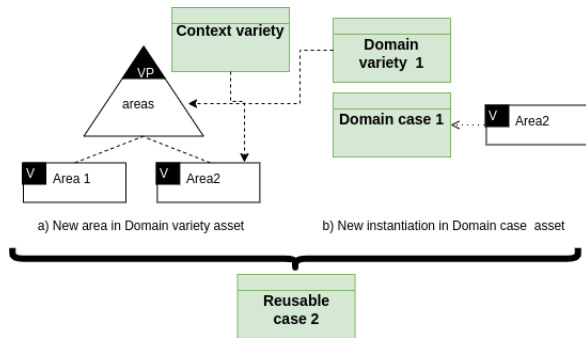 Context variety
Domain
variety 1
VP
areas
Domain case 1
V
Area2
V
Area 1
V
Area2
a) New area in Domain variety asset
b) New instantiation in Domain case asset
Reusable
case 2